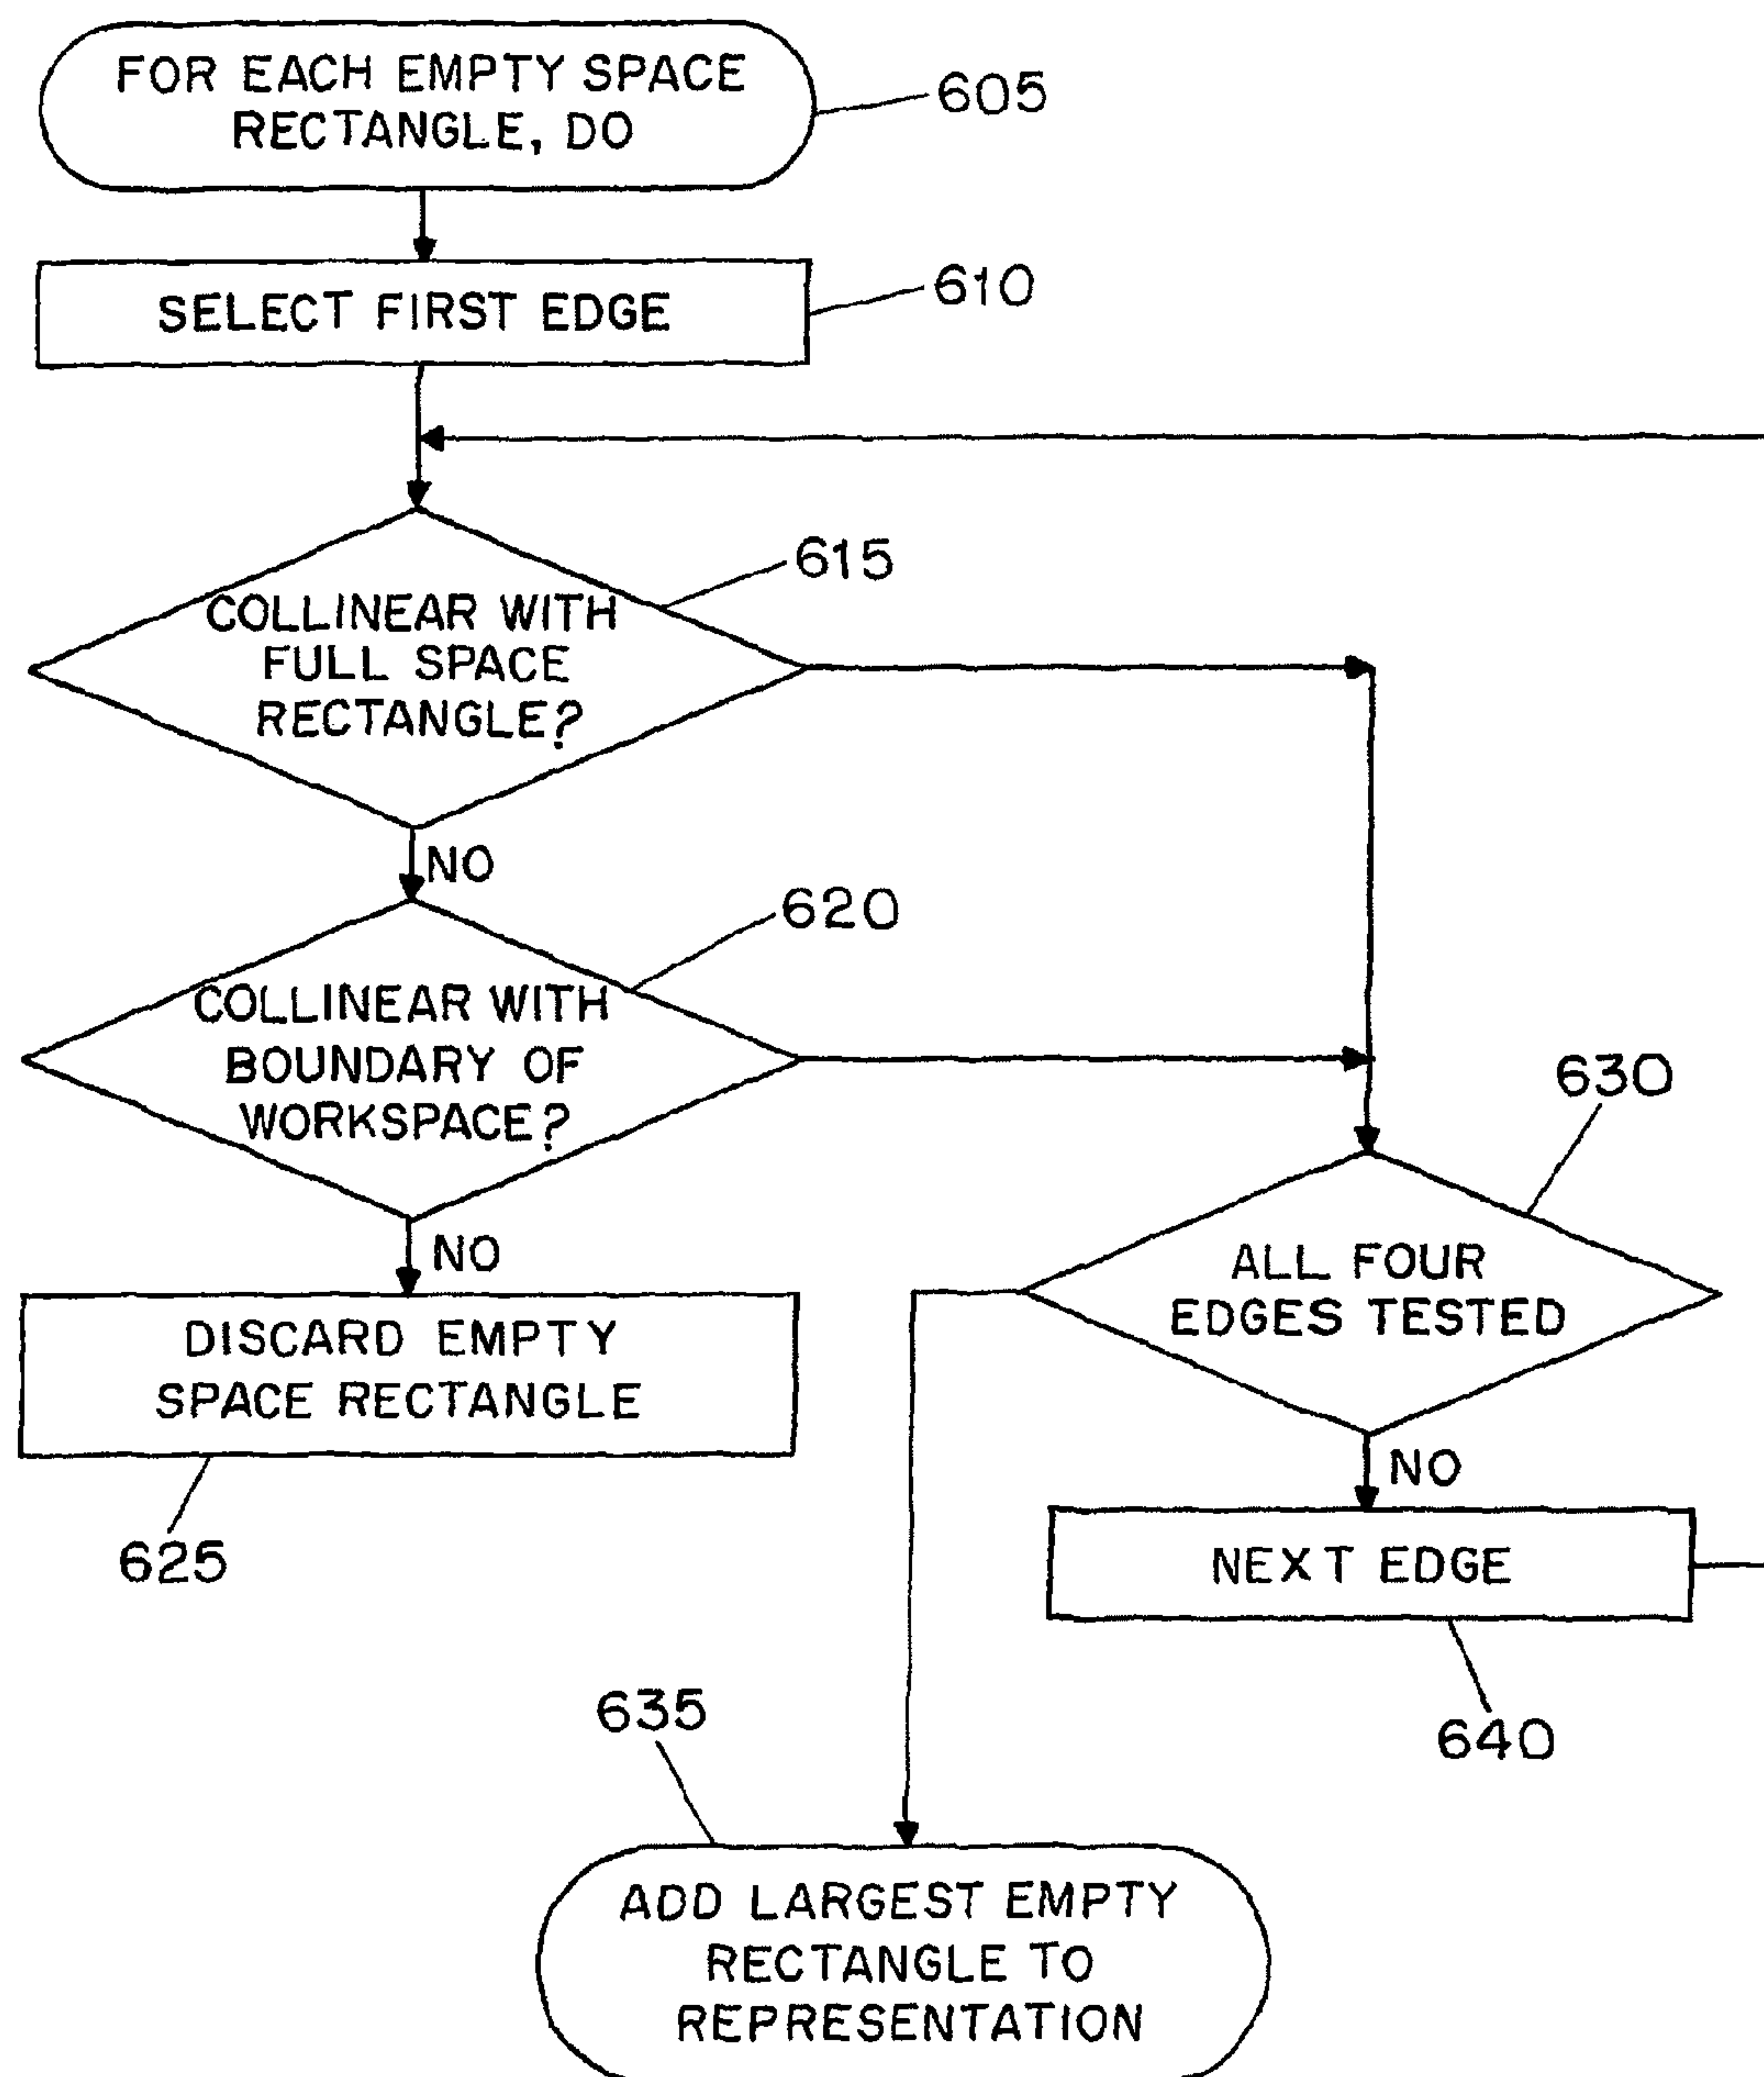 FOR EACH EMPTY SPACE
RECTANGLE, DO
605
SELECT FIRST EDGE
610
615
COLLINEAR WITH
FULL SPACE
RECTANGLE?
NO
620
COLLINEAR WITH
BOUNDARY OF
WORKSPACE?
NO
630
ALL FOUR
EDGES TESTED
DISCARD EMPTY
SPACE RECTANGLE
625
NO
NEXT EDGE
640
635
ADD LARGEST EMPTY
RECTANGLE TO
REPRESENTATION